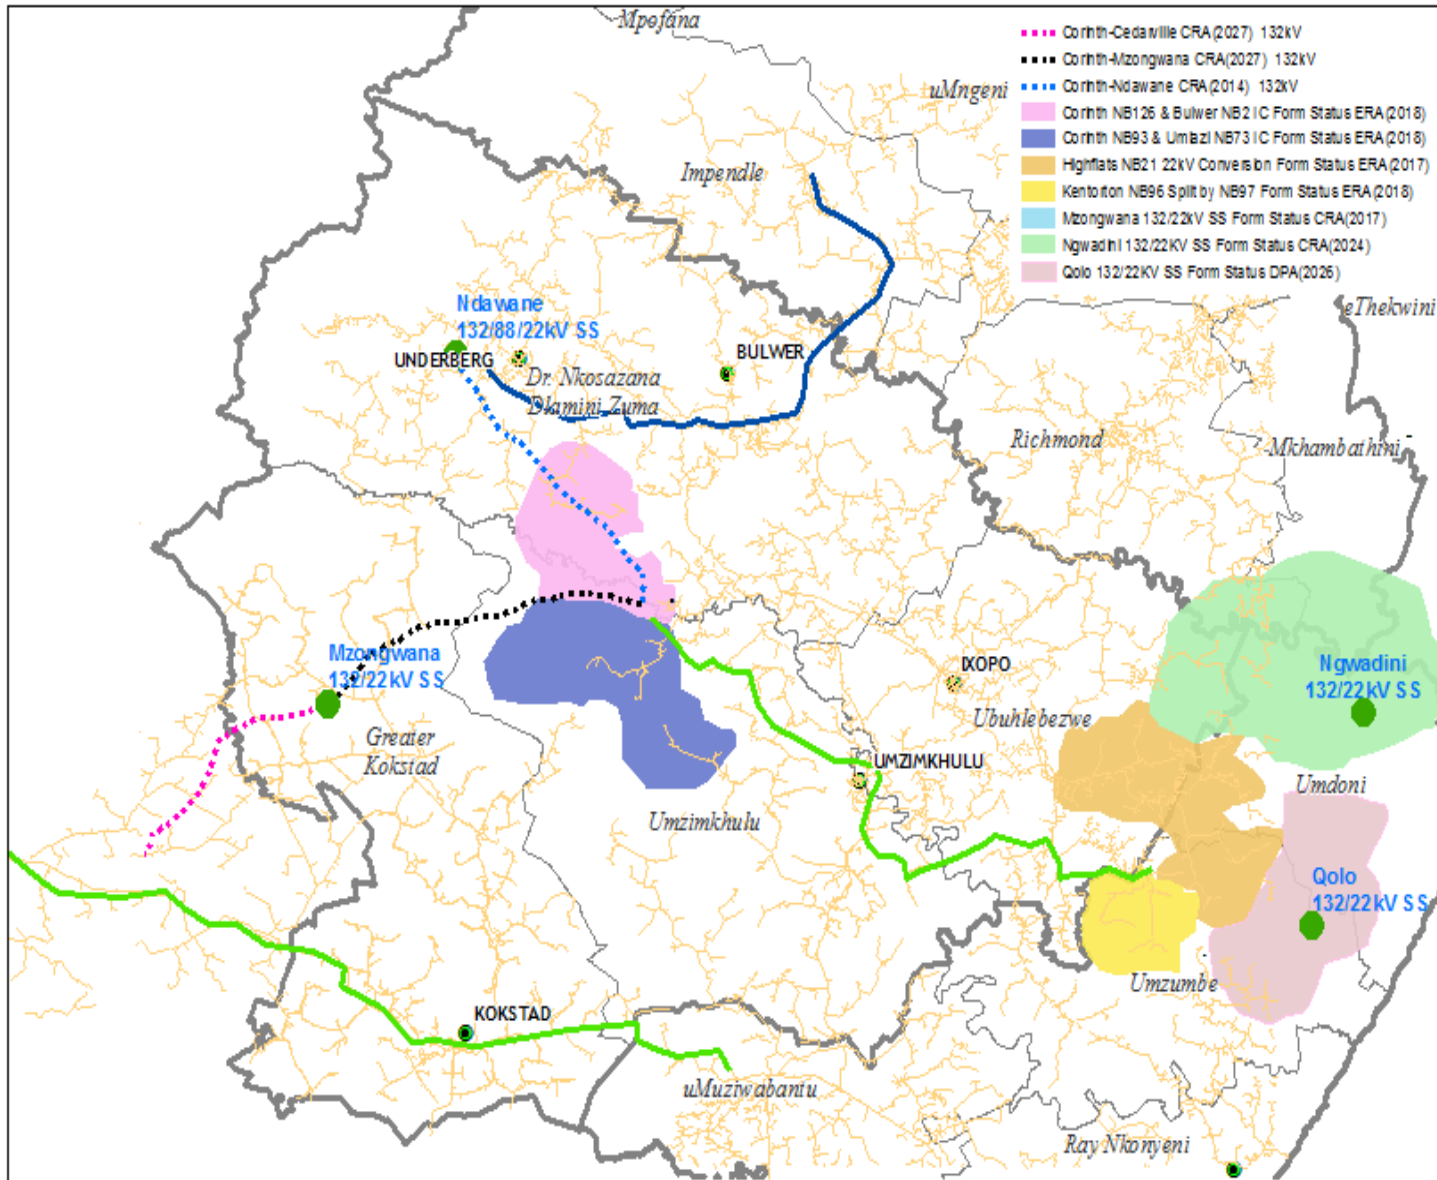 Mpofana
uMngeni
Corinth-Cedarville CRA(2027) 132kV
Corinth-Mzongwana CRA(2027) 132kV
Corinth-Ndawane CRA(2014) 132kV
Corinth NB126 & Bulwer NB2 IC Form Status ERA(2018)
Corinth NB93 & Umlazi NB73 IC Form Status ERA(2018)
Highflats NB21 22kV Conversion Form Status ERA(2017)
Kentorton NB96 Split by NB97 Form Status ERA(2018)
Mzongwana 132/22kV SS Form Status CRA(2017)
Ngwadini 132/22KV SS Form Status CRA(2024)
Qolo 132/22KV SS Form Status DPA(2026)
Impendle
eThekwini
Ndawane
132/88/22kV SS
UNDERBERG
BULWER
Dr. Nkosazana
Dlamini Zuma
Richmond
Mkhambathini
Mzongwana
132/22kV SS
IXOPO
Ngwadini
132/22kV SS
Ubuhlebezwe
Greater
Kokstad
UMZIMKHULU
Umdoni
Umzimkhulu
Qolo
132/22kV SS
Umzumbe
KOKSTAD
uMuziwabantu
Ray Nkonyeni